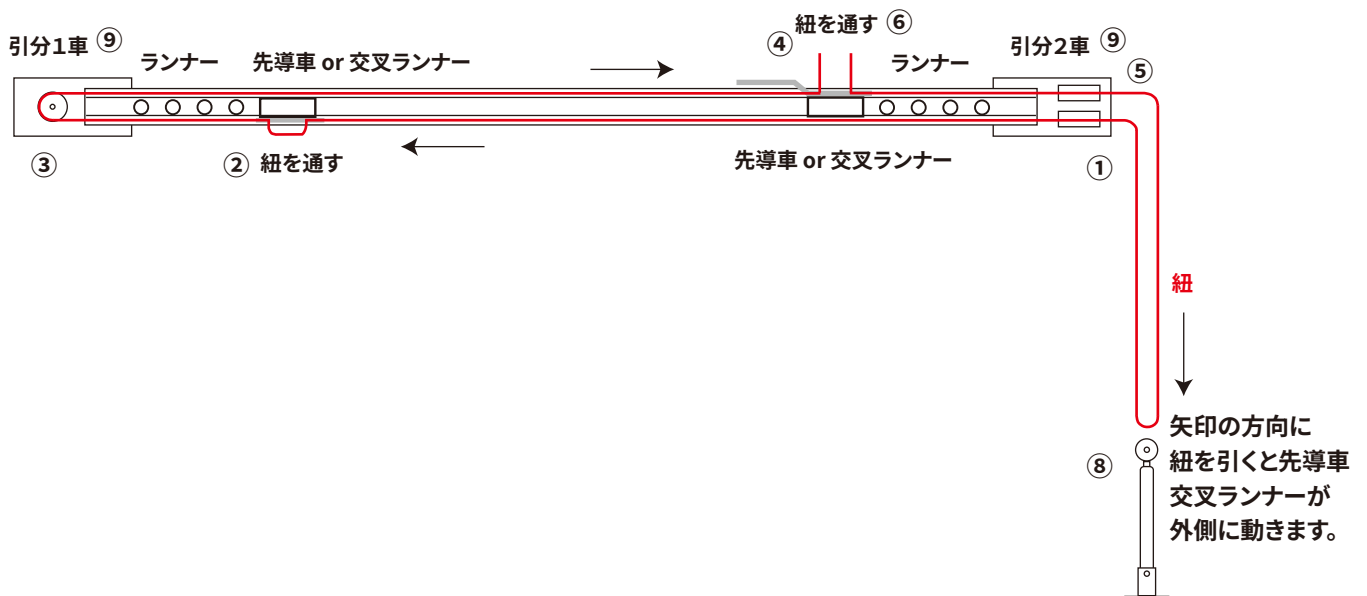 引分1車 ⑨
ランナー
先導車 or 交叉ランナー
④
紐を通す ⑥
ランナー
引分2車 ⑨
⑤
③
② 紐を通す
先導車 or 交叉ランナー
①
紐
⑧
矢印の方向に
紐を引くと先導車
交叉ランナーが
外側に動きます。